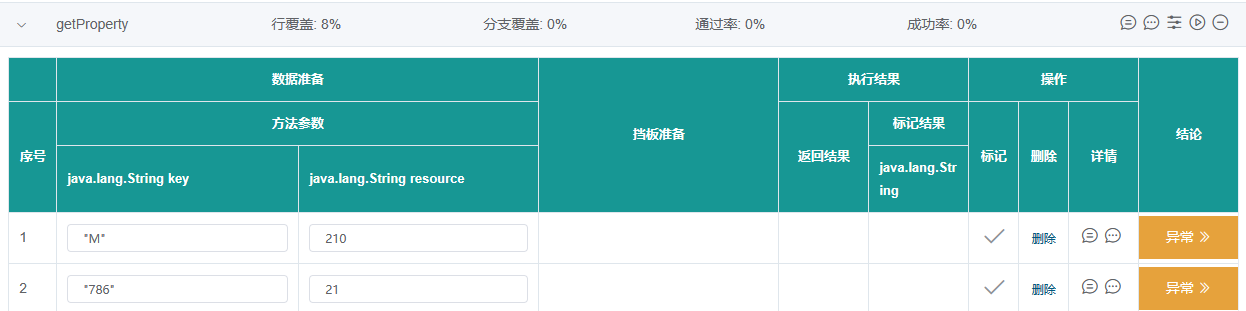 getProperty 行覆盖: 8% 分支覆盖: 0% 通过率: 0% 成功率: 0%
数据准备 执行结果 操作
方法参数 挡板准备 标记结果 结论
序号 返回结果 标记 删除 详情
java.lang.String key java.lang.String resource java.lang.Str
ing
1 "M" 210 删除 异常
2 "786" 21 删除 异常